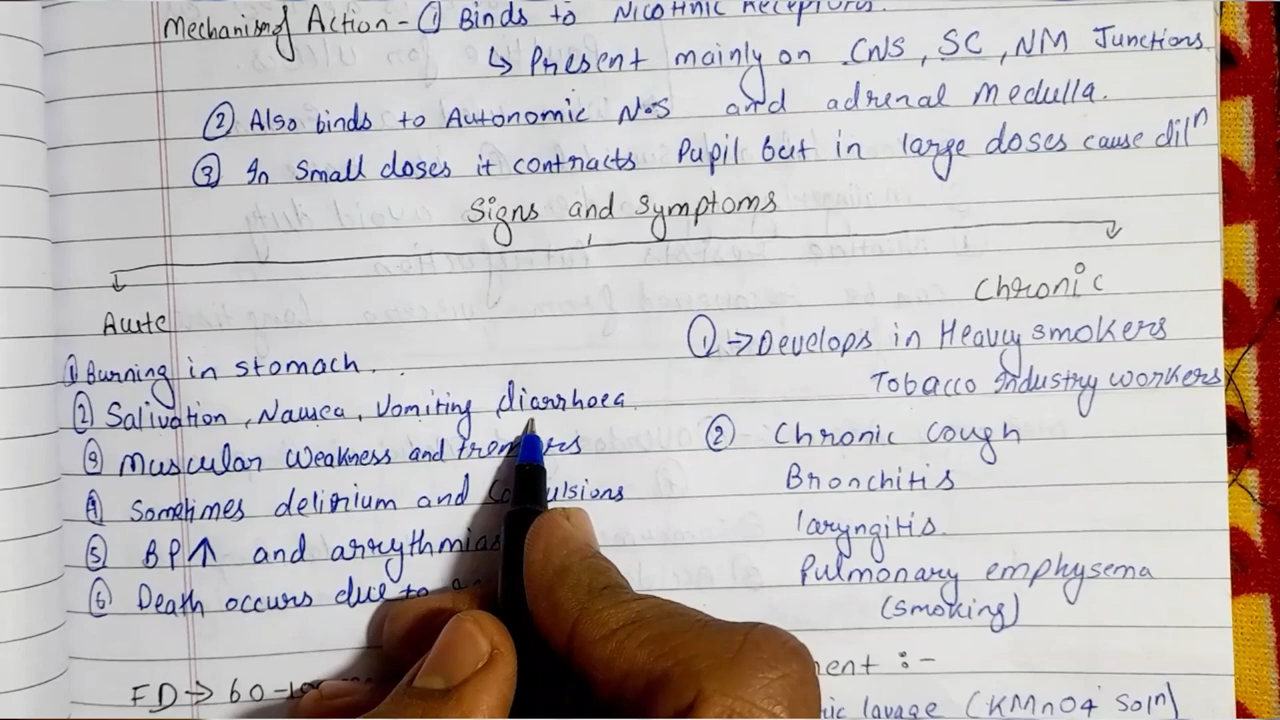 Mechanism of Action - ① Binds to Nicotinic Receptors.
↳ Present mainly on CNS, SC, NM Junctions
② Also binds to Autonomic N.S and adrenal Medulla.
③ In Small doses it contracts Pupil but in large doses cause dilⁿ
Signs and Symptoms
Acute
① Burning in stomach.
② Salivation, Nausea, Vomiting diarrhoea
③ Muscular Weakness and
④ Sometimes delirium and
⑤ BP↑ and arrythmias
⑥ Death occurs due to
FD → 60-100
Chronic
① → Develops in Heavy smokers
Tobacco Industry workers
② Chronic Cough
Bronchitis
laryngitis.
Pulmonary emphysema
(smoking)
ment :-
ic lavage (KMnO4 Solⁿ)